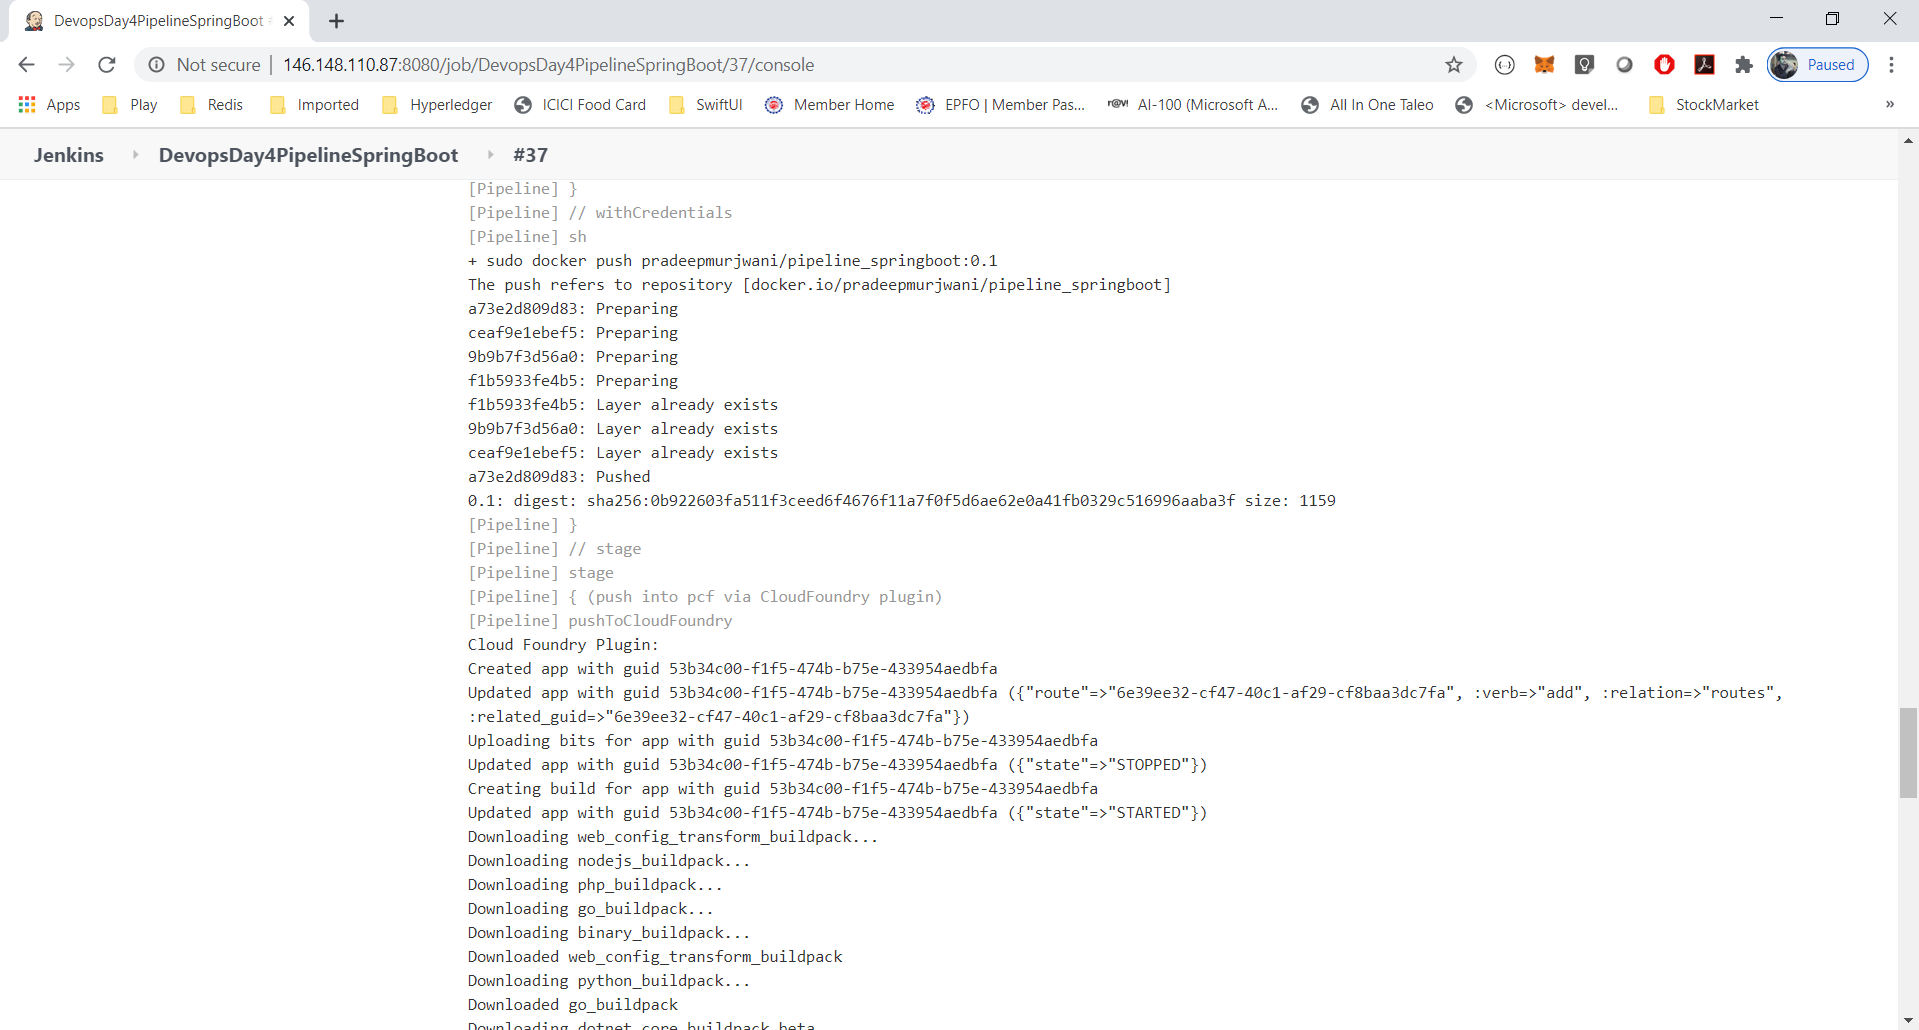 DevopsDay4PipelineSpringBoot
Not secure | 146.148.110.87:8080/job/DevopsDay4PipelineSpringBoot/37/console
Paused
Apps Play Redis Imported Hyperledger ICICI Food Card SwiftUI Member Home EPFO | Member Pas... r@v! AI-100 (Microsoft A... All In One Taleo <Microsoft> devel... StockMarket »
Jenkins DevopsDay4PipelineSpringBoot #37
[Pipeline] }
[Pipeline] // withCredentials
[Pipeline] sh
+ sudo docker push pradeepmurjwani/pipeline_springboot:0.1
The push refers to repository [docker.io/pradeepmurjwani/pipeline_springboot]
a73e2d809d83: Preparing
ceaf9e1ebef5: Preparing
9b9b7f3d56a0: Preparing
f1b5933fe4b5: Preparing
f1b5933fe4b5: Layer already exists
9b9b7f3d56a0: Layer already exists
ceaf9e1ebef5: Layer already exists
a73e2d809d83: Pushed
0.1: digest: sha256:0b922603fa511f3ceed6f4676f11a7f0f5d6ae62e0a41fb0329c516996aaba3f size: 1159
[Pipeline] }
[Pipeline] // stage
[Pipeline] stage
[Pipeline] { (push into pcf via CloudFoundry plugin)
[Pipeline] pushToCloudFoundry
Cloud Foundry Plugin:
Created app with guid 53b34c00-f1f5-474b-b75e-433954aedbfa
Updated app with guid 53b34c00-f1f5-474b-b75e-433954aedbfa ({"route"=>"6e39ee32-cf47-40c1-af29-cf8baa3dc7fa", :verb=>"add", :relation=>"routes",
:related_guid=>"6e39ee32-cf47-40c1-af29-cf8baa3dc7fa"})
Uploading bits for app with guid 53b34c00-f1f5-474b-b75e-433954aedbfa
Updated app with guid 53b34c00-f1f5-474b-b75e-433954aedbfa ({"state"=>"STOPPED"})
Creating build for app with guid 53b34c00-f1f5-474b-b75e-433954aedbfa
Updated app with guid 53b34c00-f1f5-474b-b75e-433954aedbfa ({"state"=>"STARTED"})
Downloading web_config_transform_buildpack...
Downloading nodejs_buildpack...
Downloading php_buildpack...
Downloading go_buildpack...
Downloading binary_buildpack...
Downloaded web_config_transform_buildpack
Downloading python_buildpack...
Downloaded go_buildpack
Downloading dotnet_core_buildpack_beta...